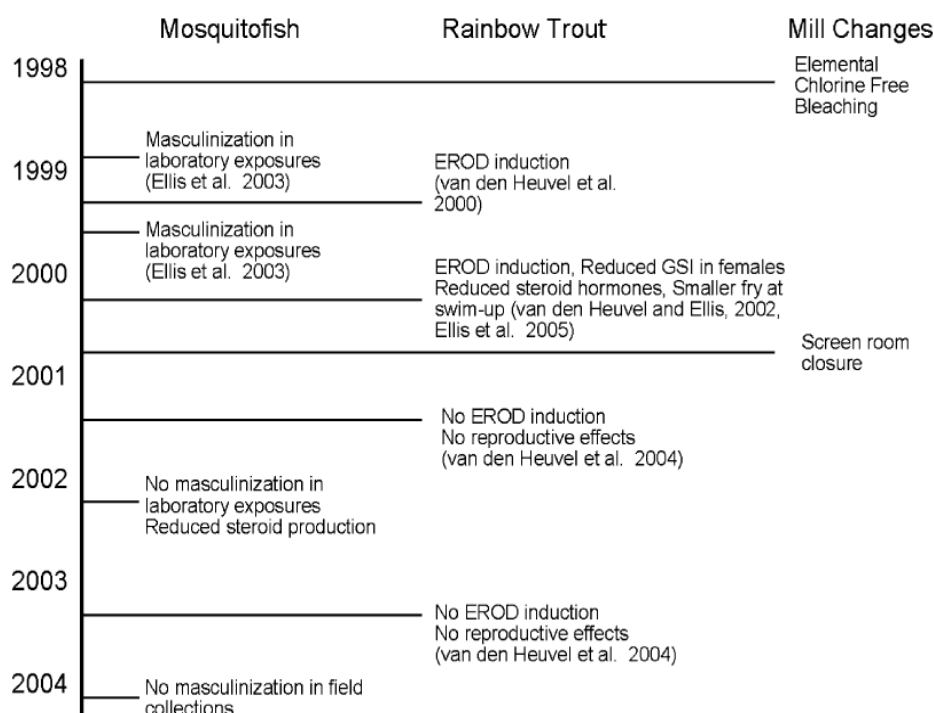 Mosquitofish
Rainbow Trout
Mill Changes
1998
Elemental
Chlorine Free
Bleaching
Masculinization in
laboratory exposures
(Ellis et al. 2003)
1999
EROD induction
(van den Heuvel et al.
2000)
Masculinization in
laboratory exposures
(Ellis et al. 2003)
2000
EROD induction, Reduced GSI in females
Reduced steroid hormones, Smaller fry at
swim-up (van den Heuvel and Ellis, 2002,
Ellis et al. 2005)
Screen room
closure
2001
No EROD induction
No reproductive effects
(van den Heuvel et al. 2004)
2002
No masculinization in
laboratory exposures
Reduced steroid production
2003
No EROD induction
No reproductive effects
(van den Heuvel et al. 2004)
2004
No masculinization in field
collections